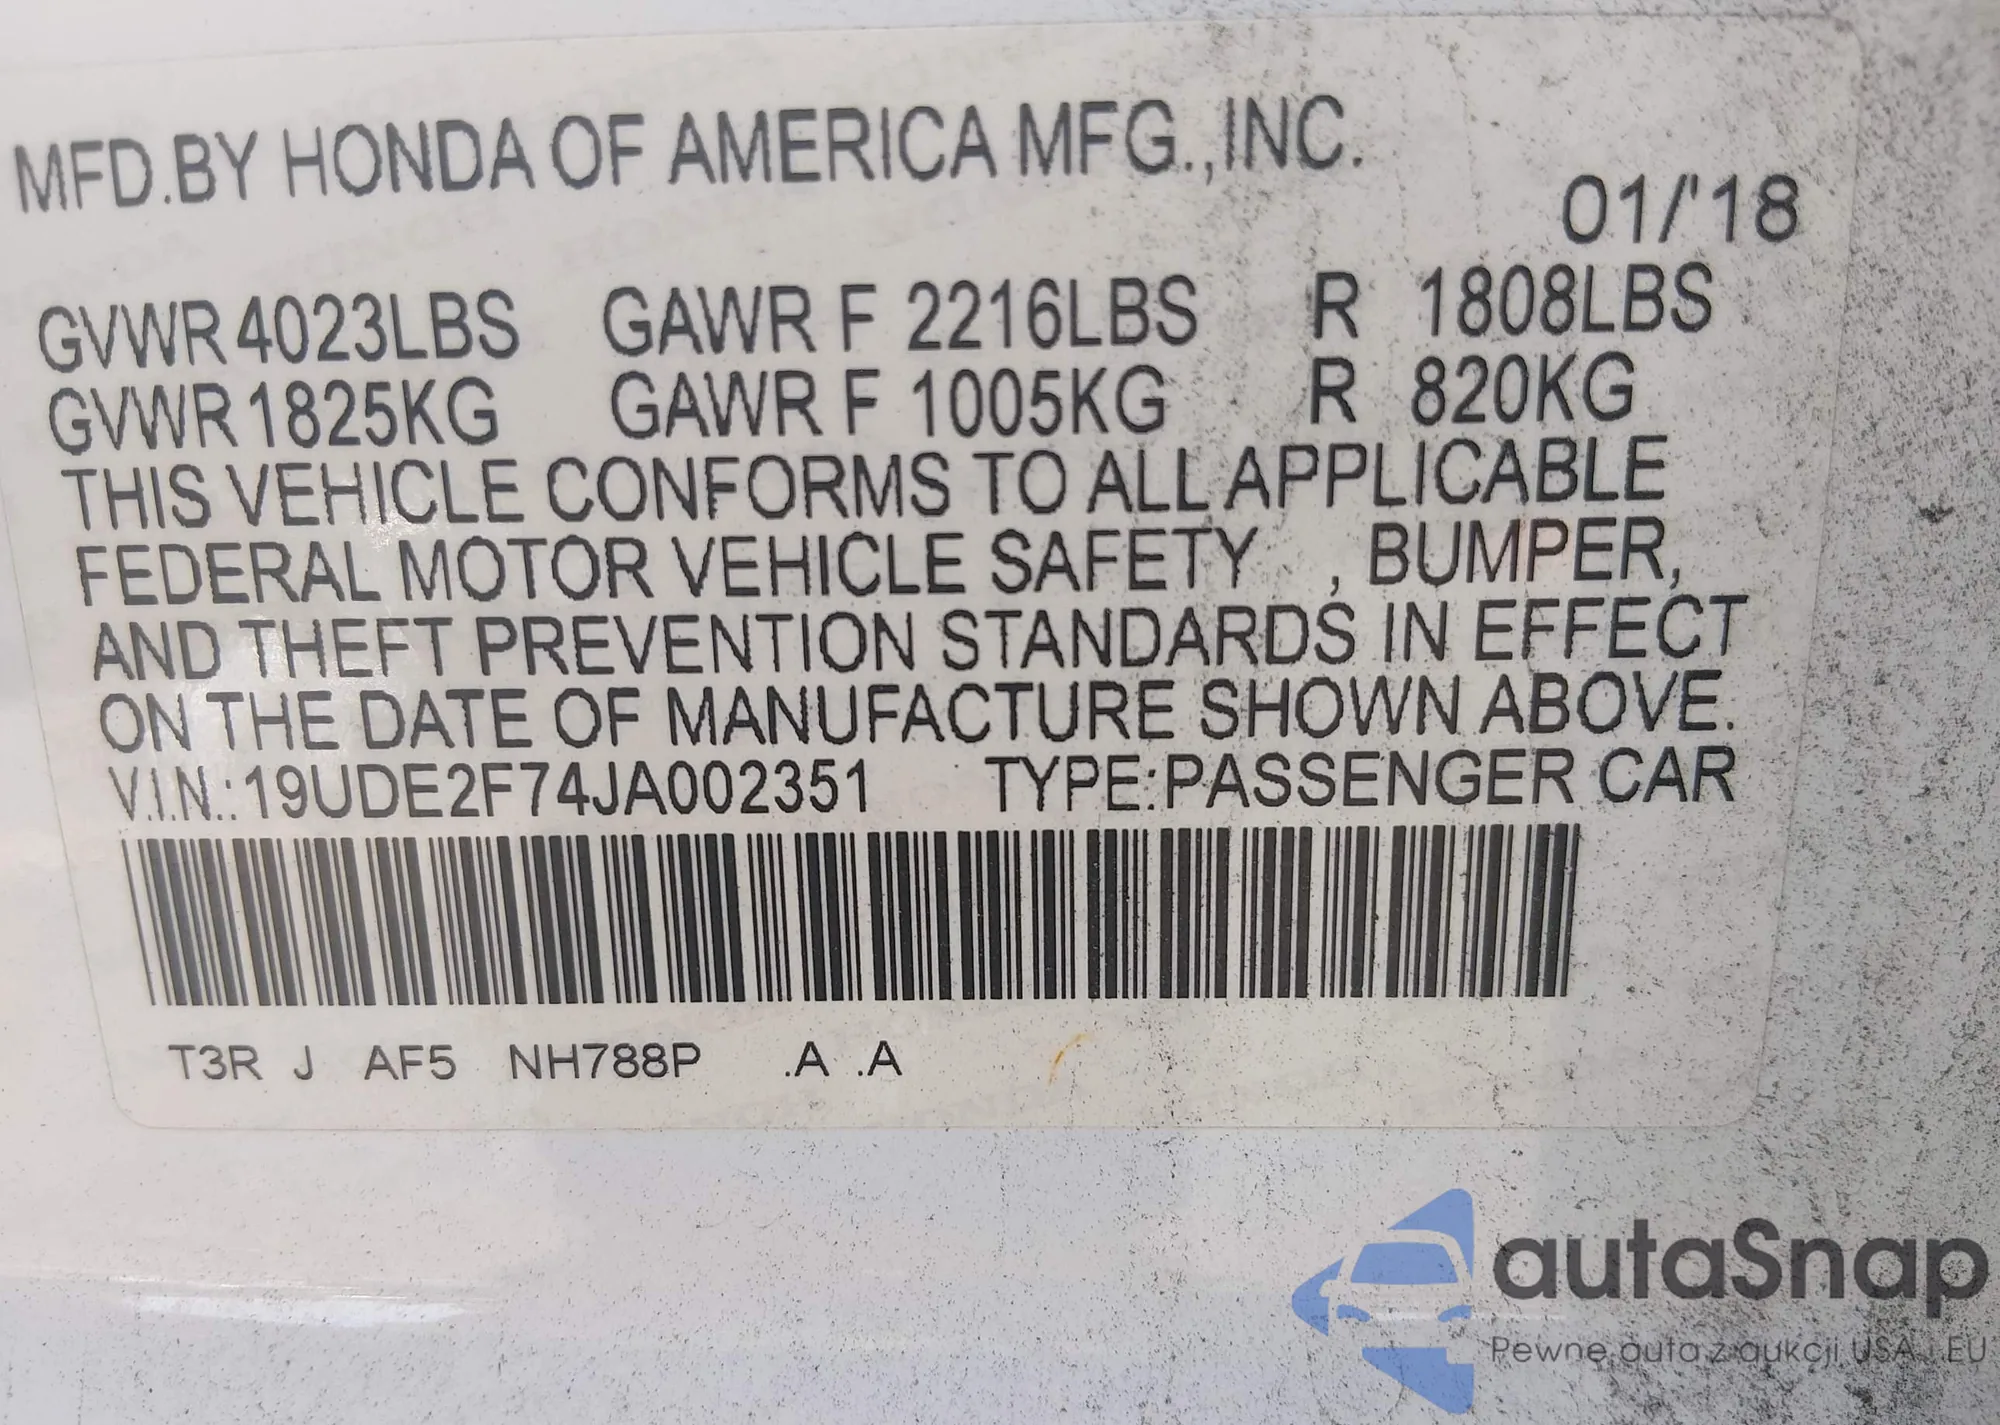 MFD.BY HONDA OF AMERICA MFG.,INC.
01/'18
GVWR 4023LBS GAWR F 2216LBS R 1808LBS
GVWR 1825KG GAWR F 1005KG R 820KG
THIS VEHICLE CONFORMS TO ALL APPLICABLE
FEDERAL MOTOR VEHICLE SAFETY , BUMPER,
AND THEFT PREVENTION STANDARDS IN EFFECT
ON THE DATE OF MANUFACTURE SHOWN ABOVE.
V.I.N.:19UDE2F74JA002351 TYPE:PASSENGER CAR
T3R J AF5 NH788P .A .A
autaSnap
Pewne auta z aukcji USA i EU